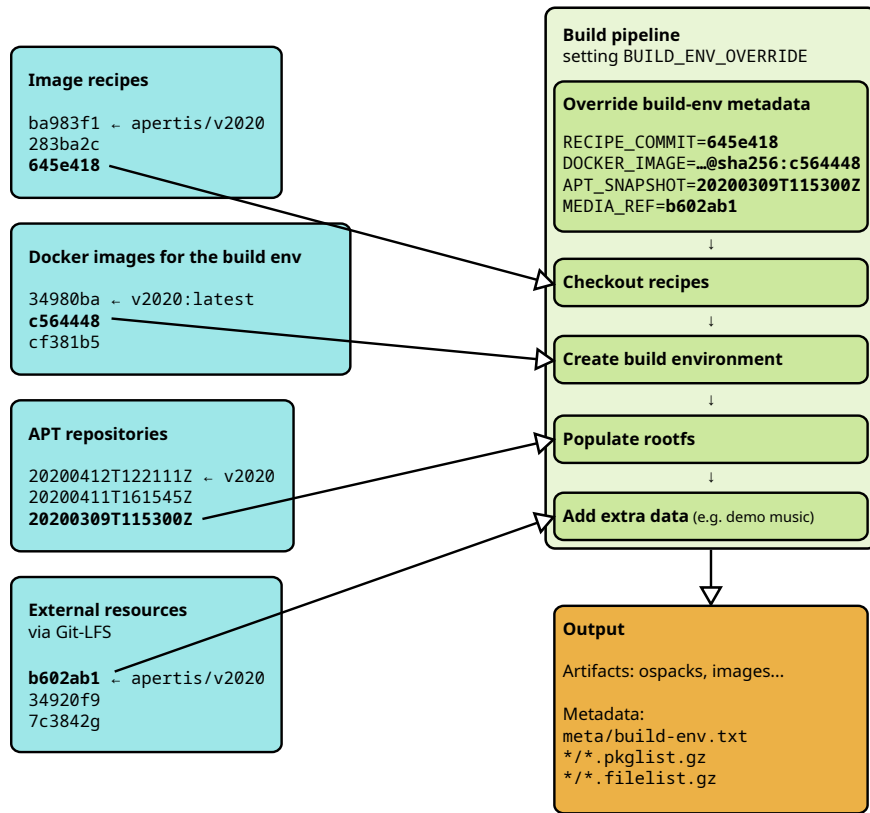 Image recipes
ba983f1 ← apertis/v2020
283ba2c
645e418
Docker images for the build env
34980ba ← v2020:latest
c564448
cf381b5
APT repositories
20200412T122111Z ← v2020
20200411T161545Z
20200309T115300Z
External resources
via Git-LFS
b602ab1 ← apertis/v2020
34920f9
7c3842g
Build pipeline
setting BUILD_ENV_OVERRIDE
Override build-env metadata
RECIPE_COMMIT=645e418
DOCKER_IMAGE=…@sha256:c564448
APT_SNAPSHOT=20200309T115300Z
MEDIA_REF=b602ab1
↓
Checkout recipes
↓
Create build environment
↓
Populate rootfs
↓
Add extra data (e.g. demo music)
Output
Artifacts: ospacks, images...
Metadata:
meta/build-env.txt
*/*.pkglist.gz
*/*.filelist.gz